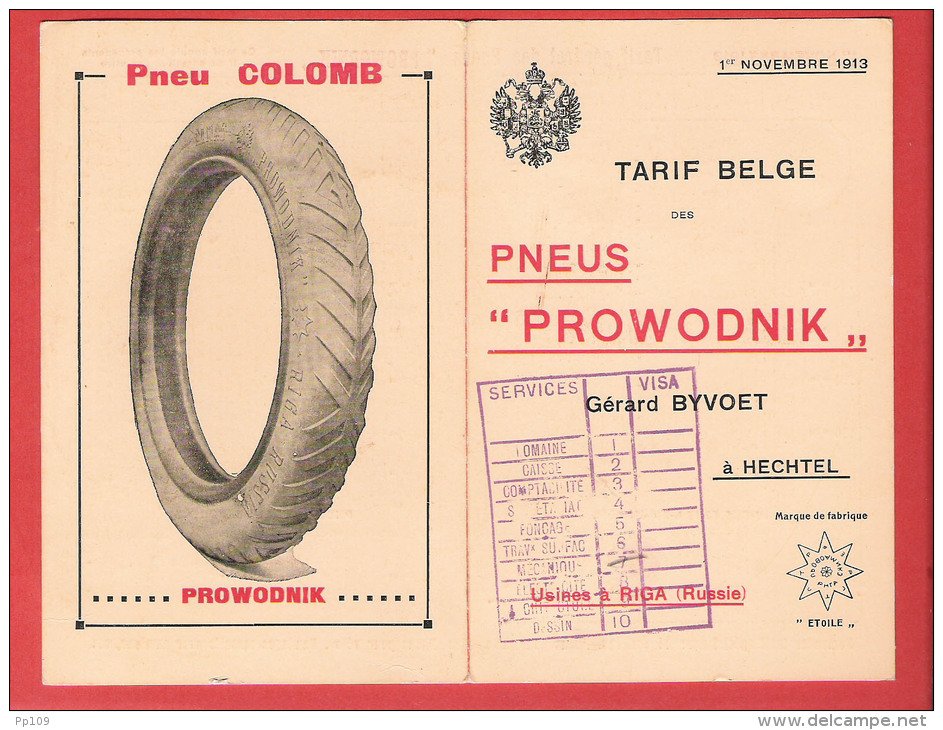 Pneu COLOMB
PROWODNIK
RIGA
PROWODNIK
1er NOVEMBRE 1913
TARIF BELGE
DES
PNEUS
“ PROWODNIK „
SERVICES VISA
Gérard BYVOET
DOMAINE 1
CAISSE 2
COMPTABILITÉ 3
4
5
6
7
8
10
à HECHTEL
Marque de fabrique
" ETOILE „
Usines à RIGA (Russie)
Pp109
www.delcampe.net